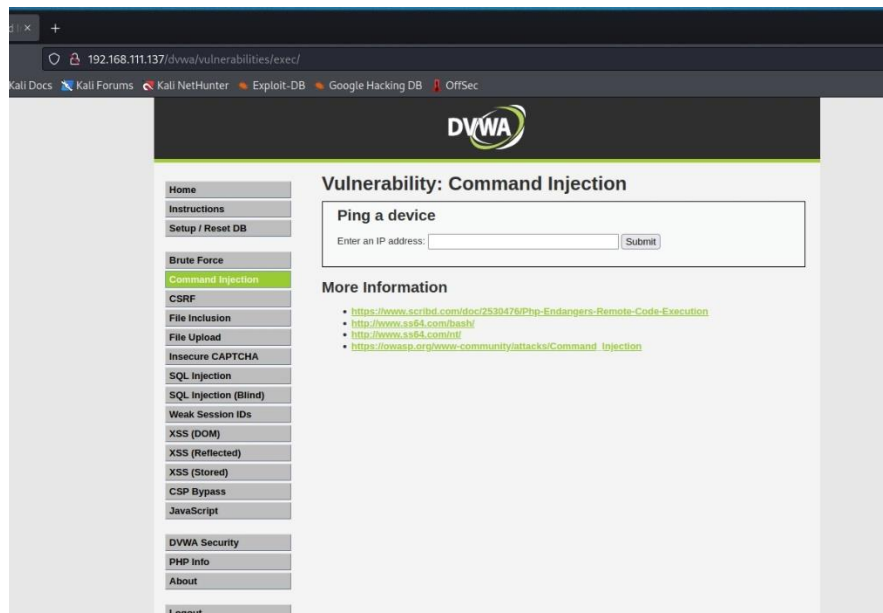 192.168.111.137/dvwa/vulnerabilities/exec/
Kali Docs Kali Forums Kali NetHunter Exploit-DB Google Hacking DB OffSec
DVWA
Home
Instructions
Setup / Reset DB
Brute Force
Command Injection
CSRF
File Inclusion
File Upload
Insecure CAPTCHA
SQL Injection
SQL Injection (Blind)
Weak Session IDs
XSS (DOM)
XSS (Reflected)
XSS (Stored)
CSP Bypass
JavaScript
DVWA Security
PHP Info
About
Logout
Vulnerability: Command Injection
Ping a device
Enter an IP address: Submit
More Information
https://www.scribd.com/doc/2530476/Php-Endangers-Remote-Code-Execution
http://www.ss64.com/bash/
http://www.ss64.com/nt/
https://owasp.org/www-community/attacks/Command_Injection